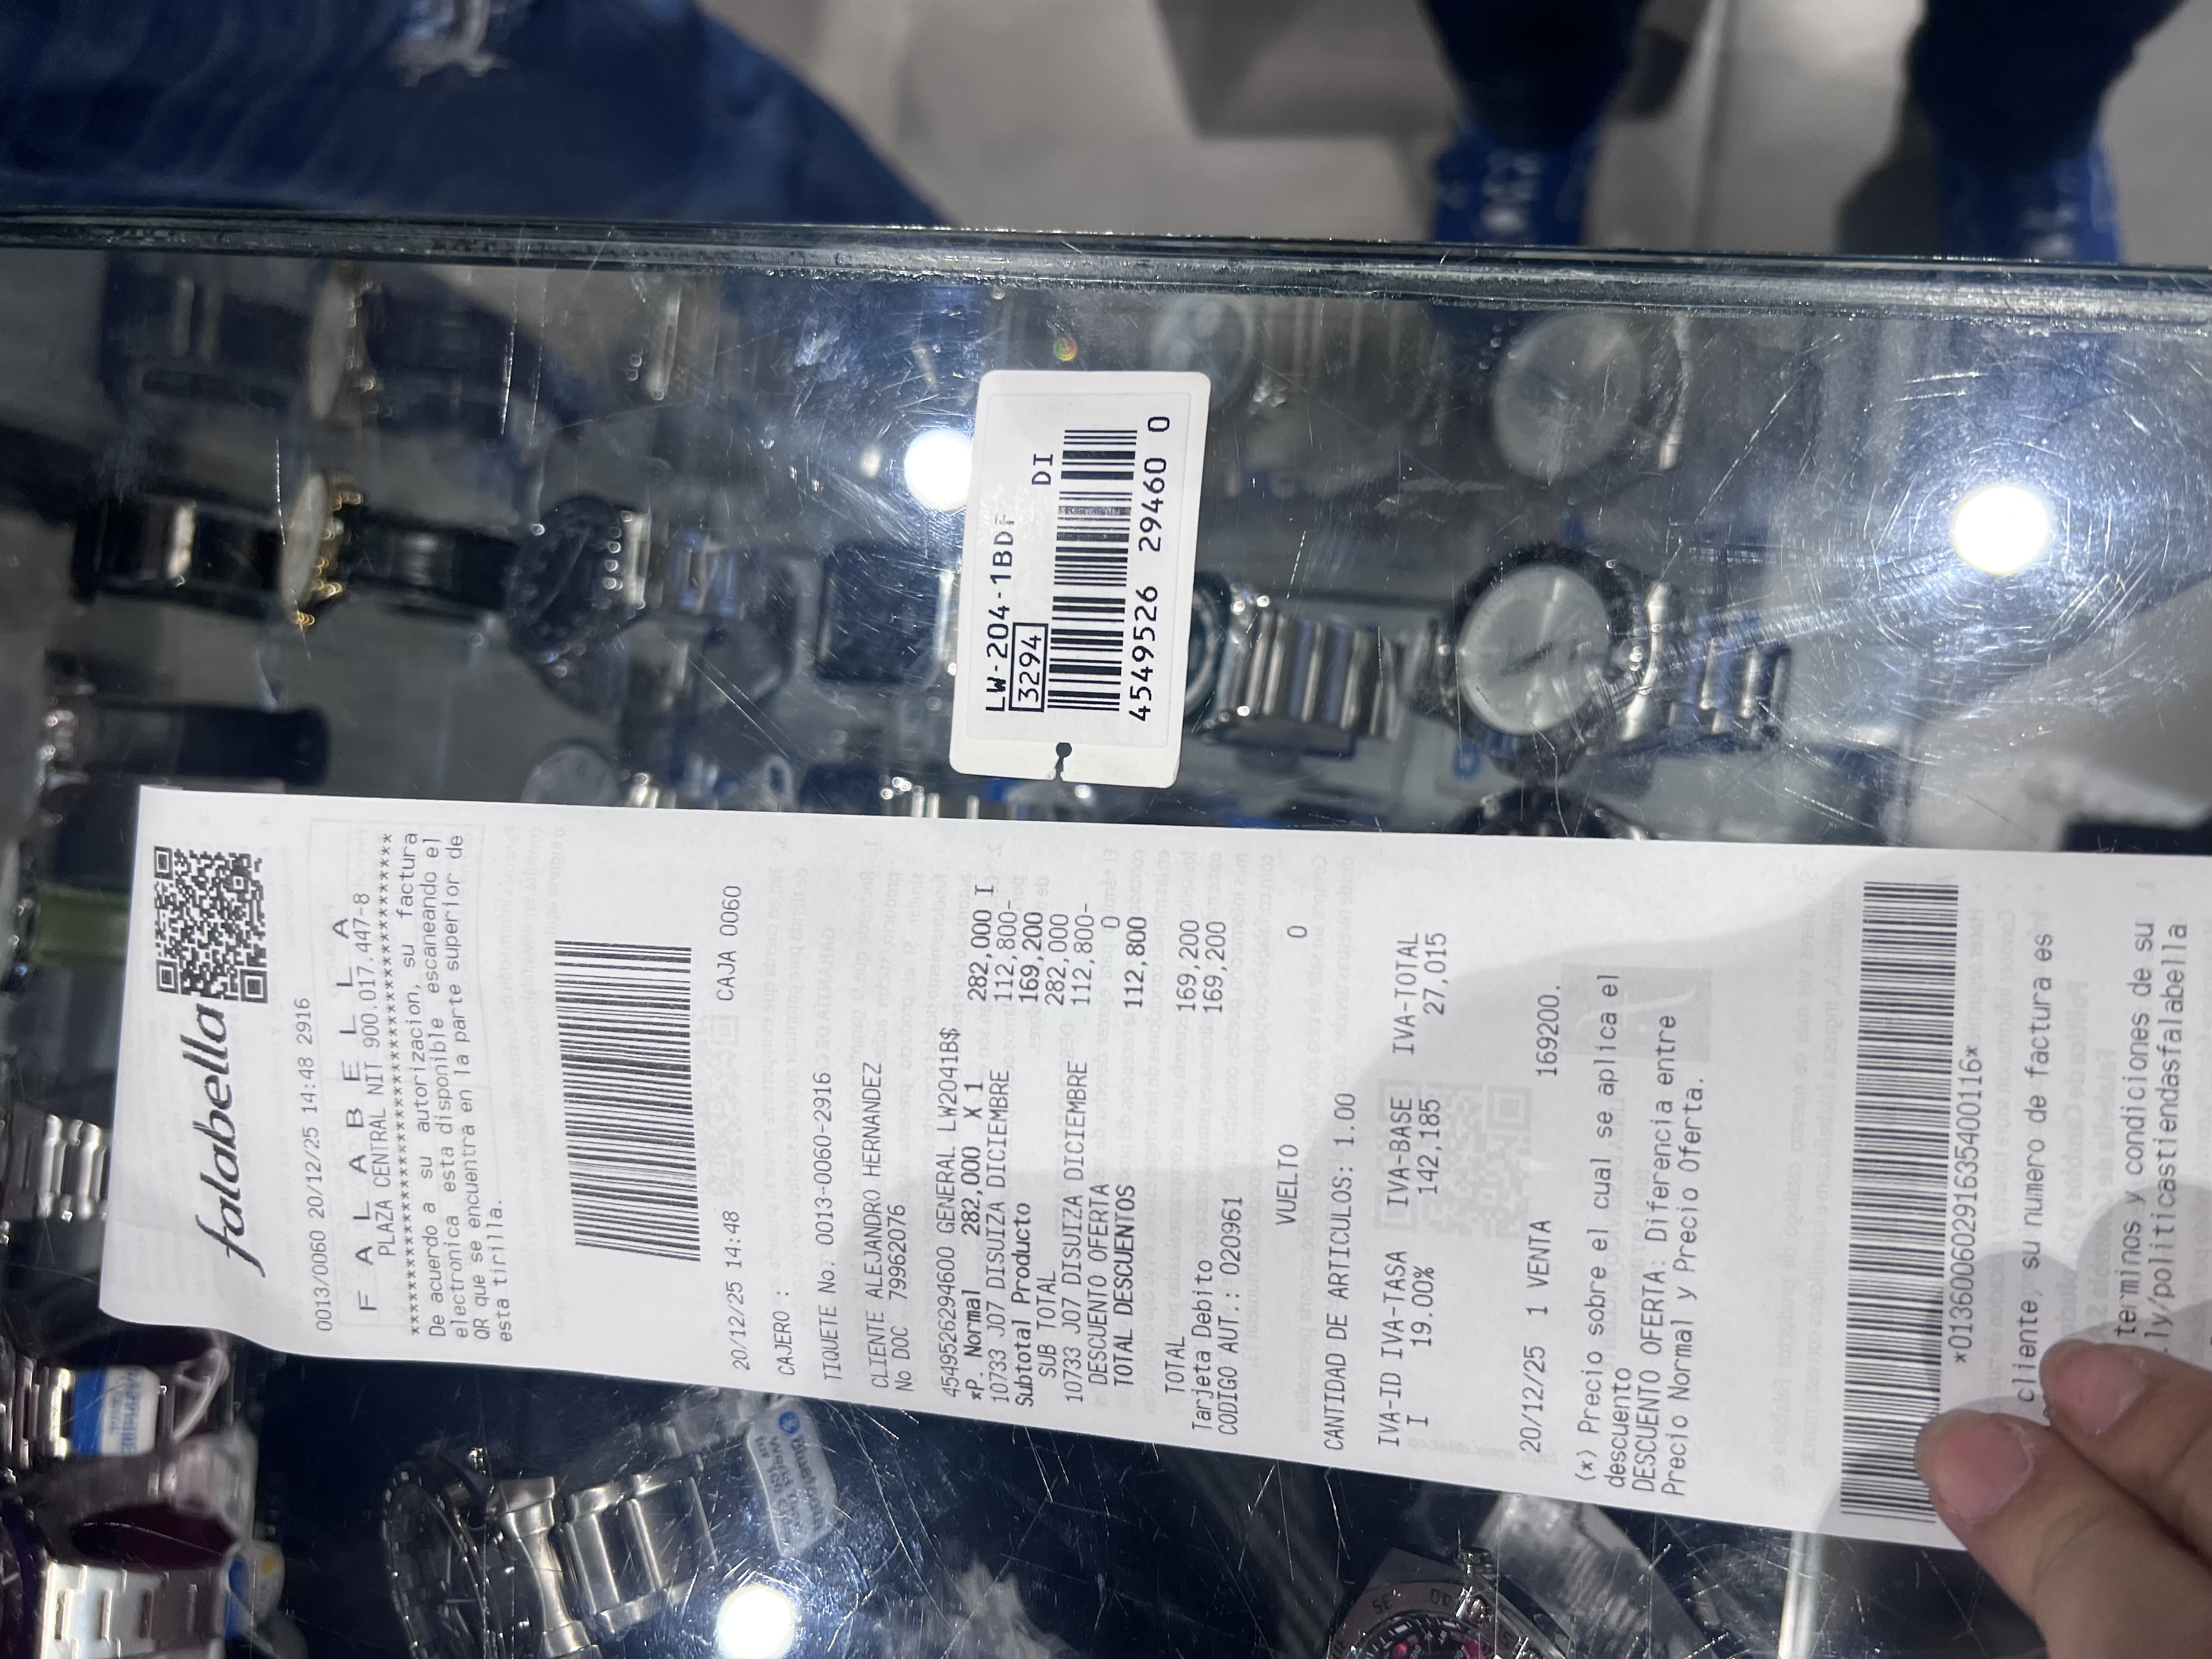 LW-204-1BDF
3294 DI
4549526 29460 0
falabella
0013/0060 20/12/25 14:48 2916
F A L A B E L L A
PLAZA CENTRAL NIT 900.017.447-8
****************************************
De acuerdo a su autorizacion, su factura
electronica esta disponible escaneando el
QR que se encuentra en la parte superior de
esta tirilla.
20/12/25 14:48 CAJA 0060
CAJERO :
TIQUETE No. 0013-0060-2916
CLIENTE ALEJANDRO HERNANDEZ
No DOC 79962076
45495262294600 GENERAL LW2041B$
*P. Normal 282,000 X 1 282,000 I
10733 J07 DISUIZA DICIEMBRE 112,800-
Subtotal Producto 169,200
SUB TOTAL 282,000
10733 J07 DISUIZA DICIEMBRE 112,800-
DESCUENTO OFERTA 0
TOTAL DESCUENTOS 112,800
TOTAL 169,200
Tarjeta Debito 169,200
CODIGO AUT.: 020961
VUELTO 0
CANTIDAD DE ARTICULOS: 1.00
IVA-ID IVA-TASA IVA-BASE IVA-TOTAL
I 19.00% 142,185 27,015
20/12/25 1 VENTA 169200.
(*) Precio sobre el cual se aplica el
descuento
DESCUENTO OFERTA: Diferencia entre
Precio Normal y Precio Oferta.
*01360060291635400116*
cliente, su numero de factura es
terminos y condiciones de su
ly/politicastiendasfalabella